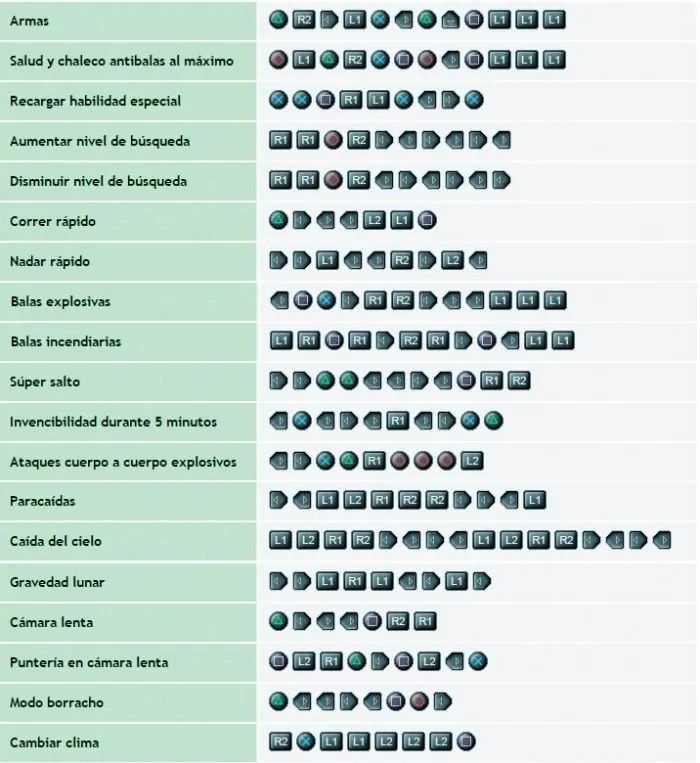 Armas R2 L1 L1 L1 L1
Salud y chaleco antibalas al máximo L1 R2 L1 L1 L1
Recargar habilidad especial R1 L1
Aumentar nivel de búsqueda R1 R1 R2
Disminuir nivel de búsqueda R1 R1 R2
Correr rápido L2 L1
Nadar rápido L1 R2 L2
Balas explosivas R1 R2 L1 L1 L1
Balas incendiarias L1 R1 R1 R2 R1 L1 L1
Súper salto R1 R2
Invencibilidad durante 5 minutos R1
Ataques cuerpo a cuerpo explosivos R1 L2
Paracaídas L1 L2 R1 R2 R2 L1
Caída del cielo L1 L2 R1 R2 L1 L2 R1 R2
Gravedad lunar L1 R1 L1 L1
Cámara lenta R2 R1
Puntería en cámara lenta L2 R1 L2
Modo borracho
Cambiar clima R2 L1 L1 L2 L2 L2